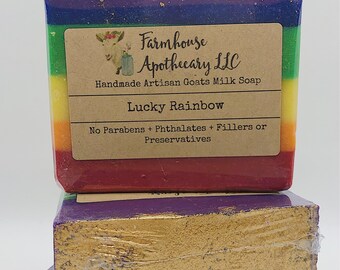 Farmhouse
Apothecary LLC
Handmade Artisan Goats Milk Soap
Lucky Rainbow
No Parabens + Phthalates + Fillers or
Preservatives